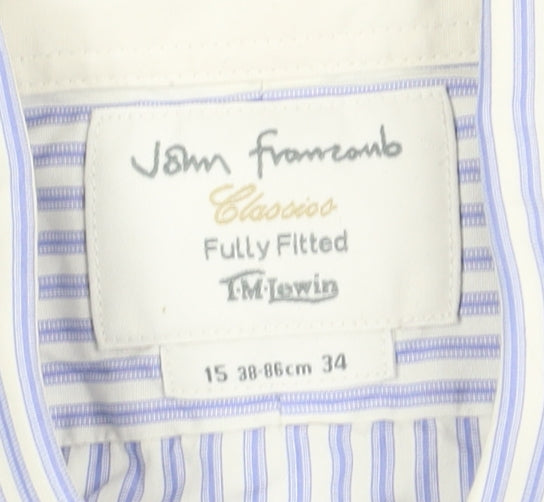 John Francomb
Classics
Fully Fitted
T·M·Lewin
15 38-86cm 34